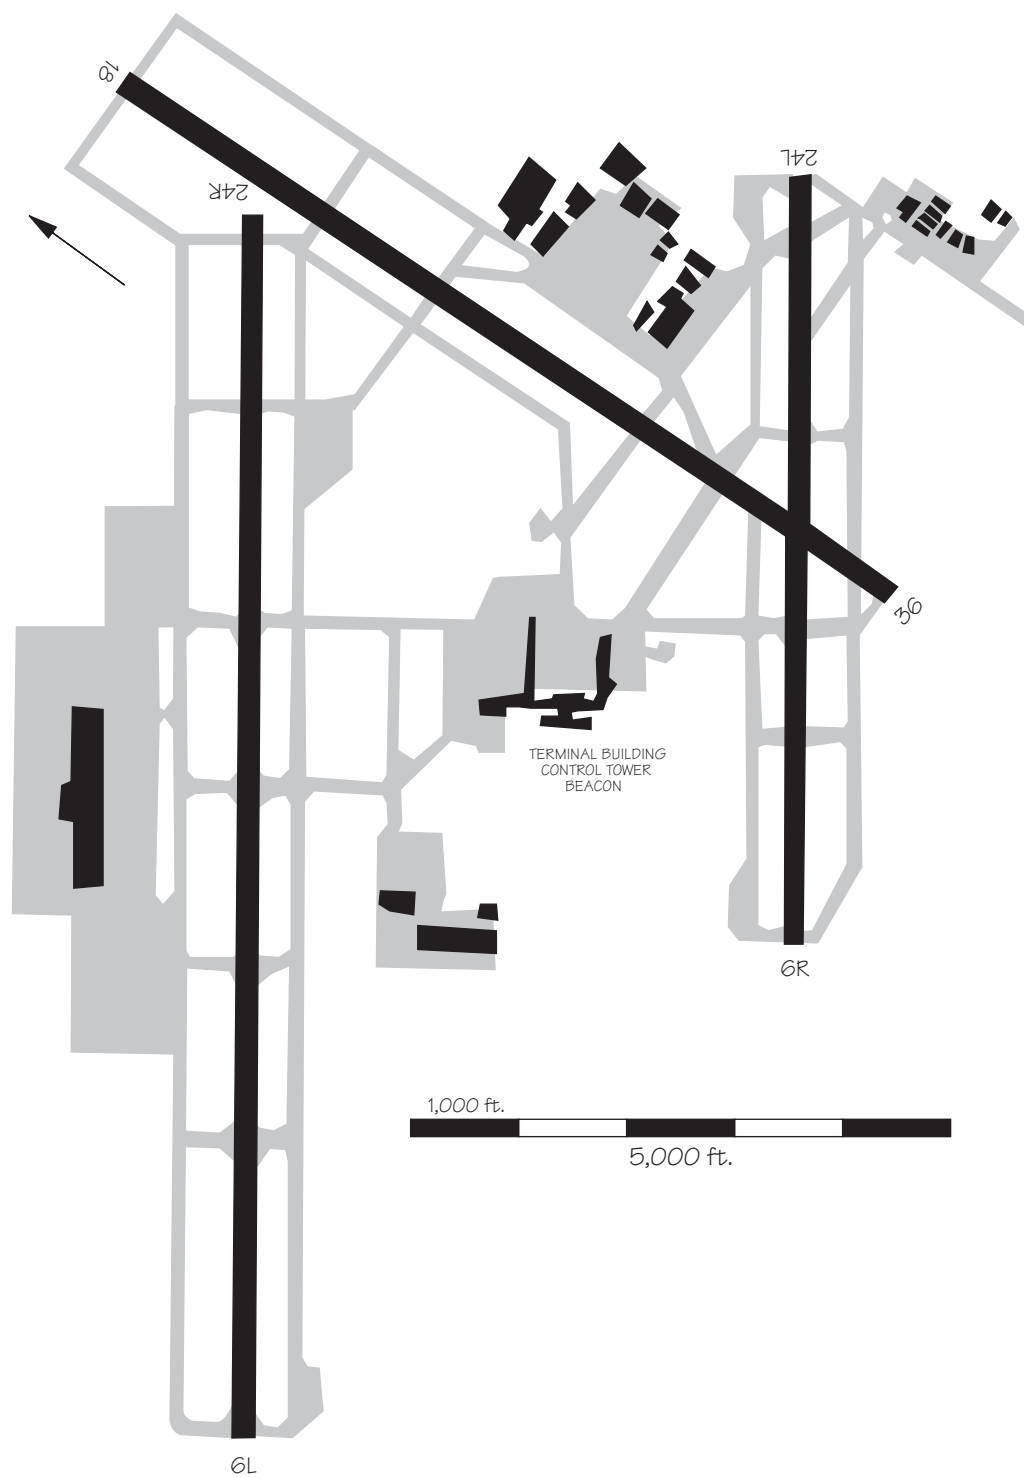 18
24R
24L
36
TERMINAL BUILDING
CONTROL TOWER
BEACON
6R
1,000 ft.
5,000 ft.
6L